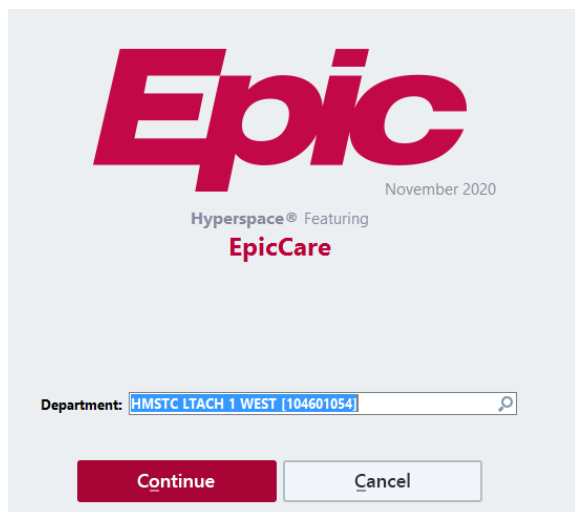 Epic
November 2020
Hyperspace® Featuring
EpicCare
Department: HMSTC LTACH 1 WEST [104601054]
Continue Cancel